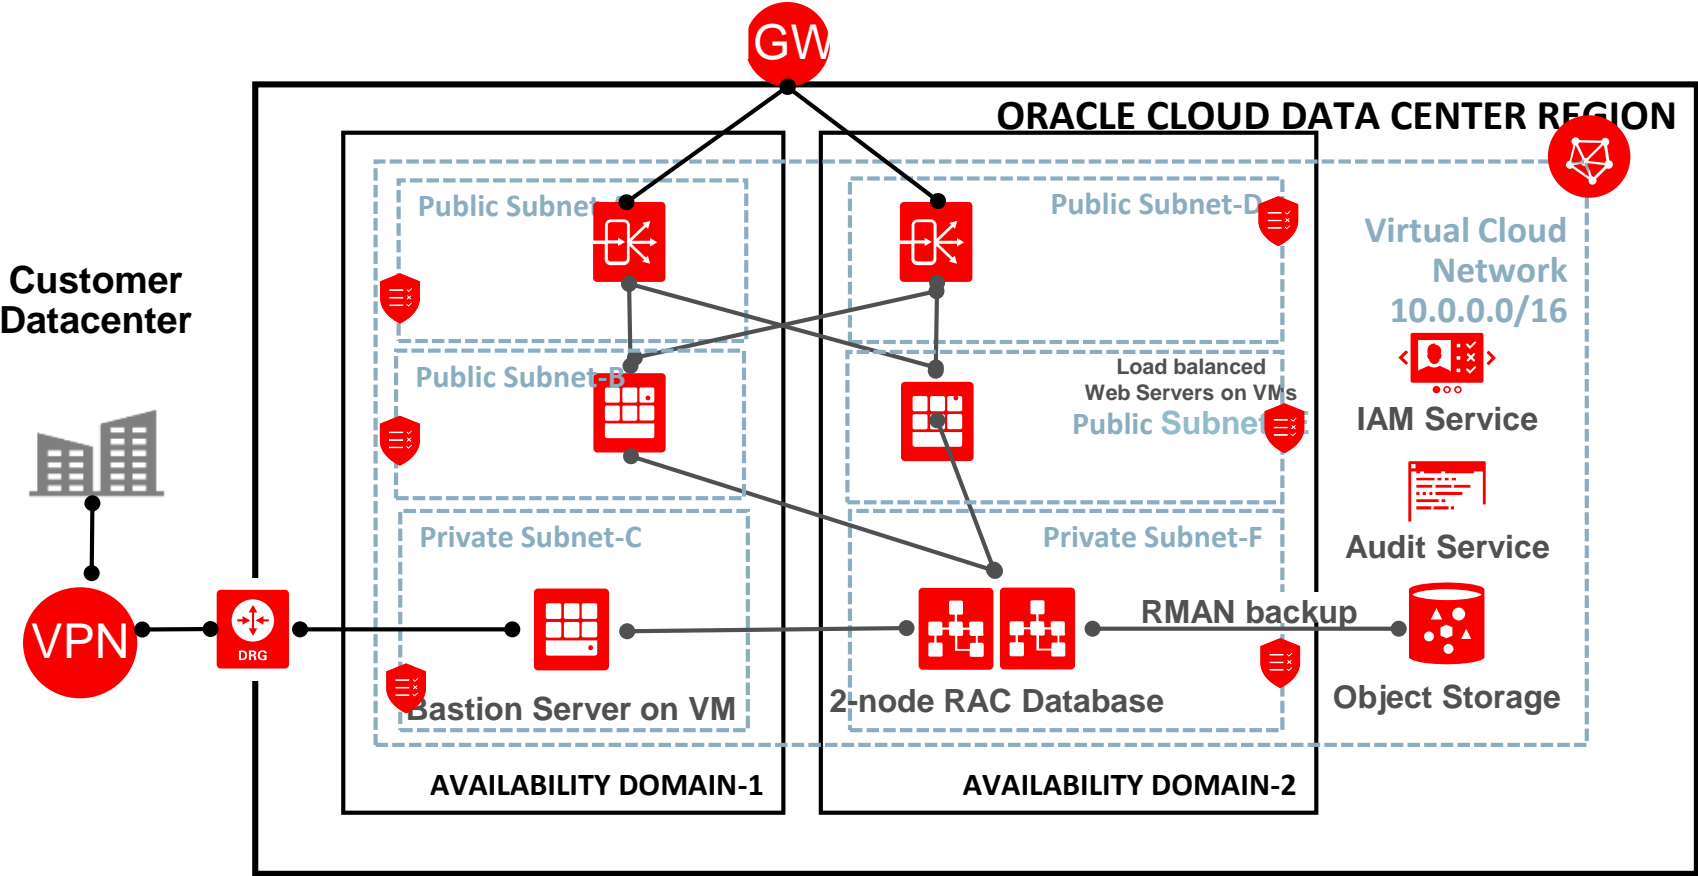 GW
ORACLE CLOUD DATA CENTER REGION
Public Subnet-
Public Subnet-D
Virtual Cloud
Network
10.0.0.0/16
Customer
Datacenter
Public Subnet-B
Load balanced
Web Servers on VMs
Public Subnet E
IAM Service
Audit Service
Private Subnet-C
Private Subnet-F
VPN
DRG
RMAN backup
Bastion Server on VM
2-node RAC Database
Object Storage
AVAILABILITY DOMAIN-1
AVAILABILITY DOMAIN-2